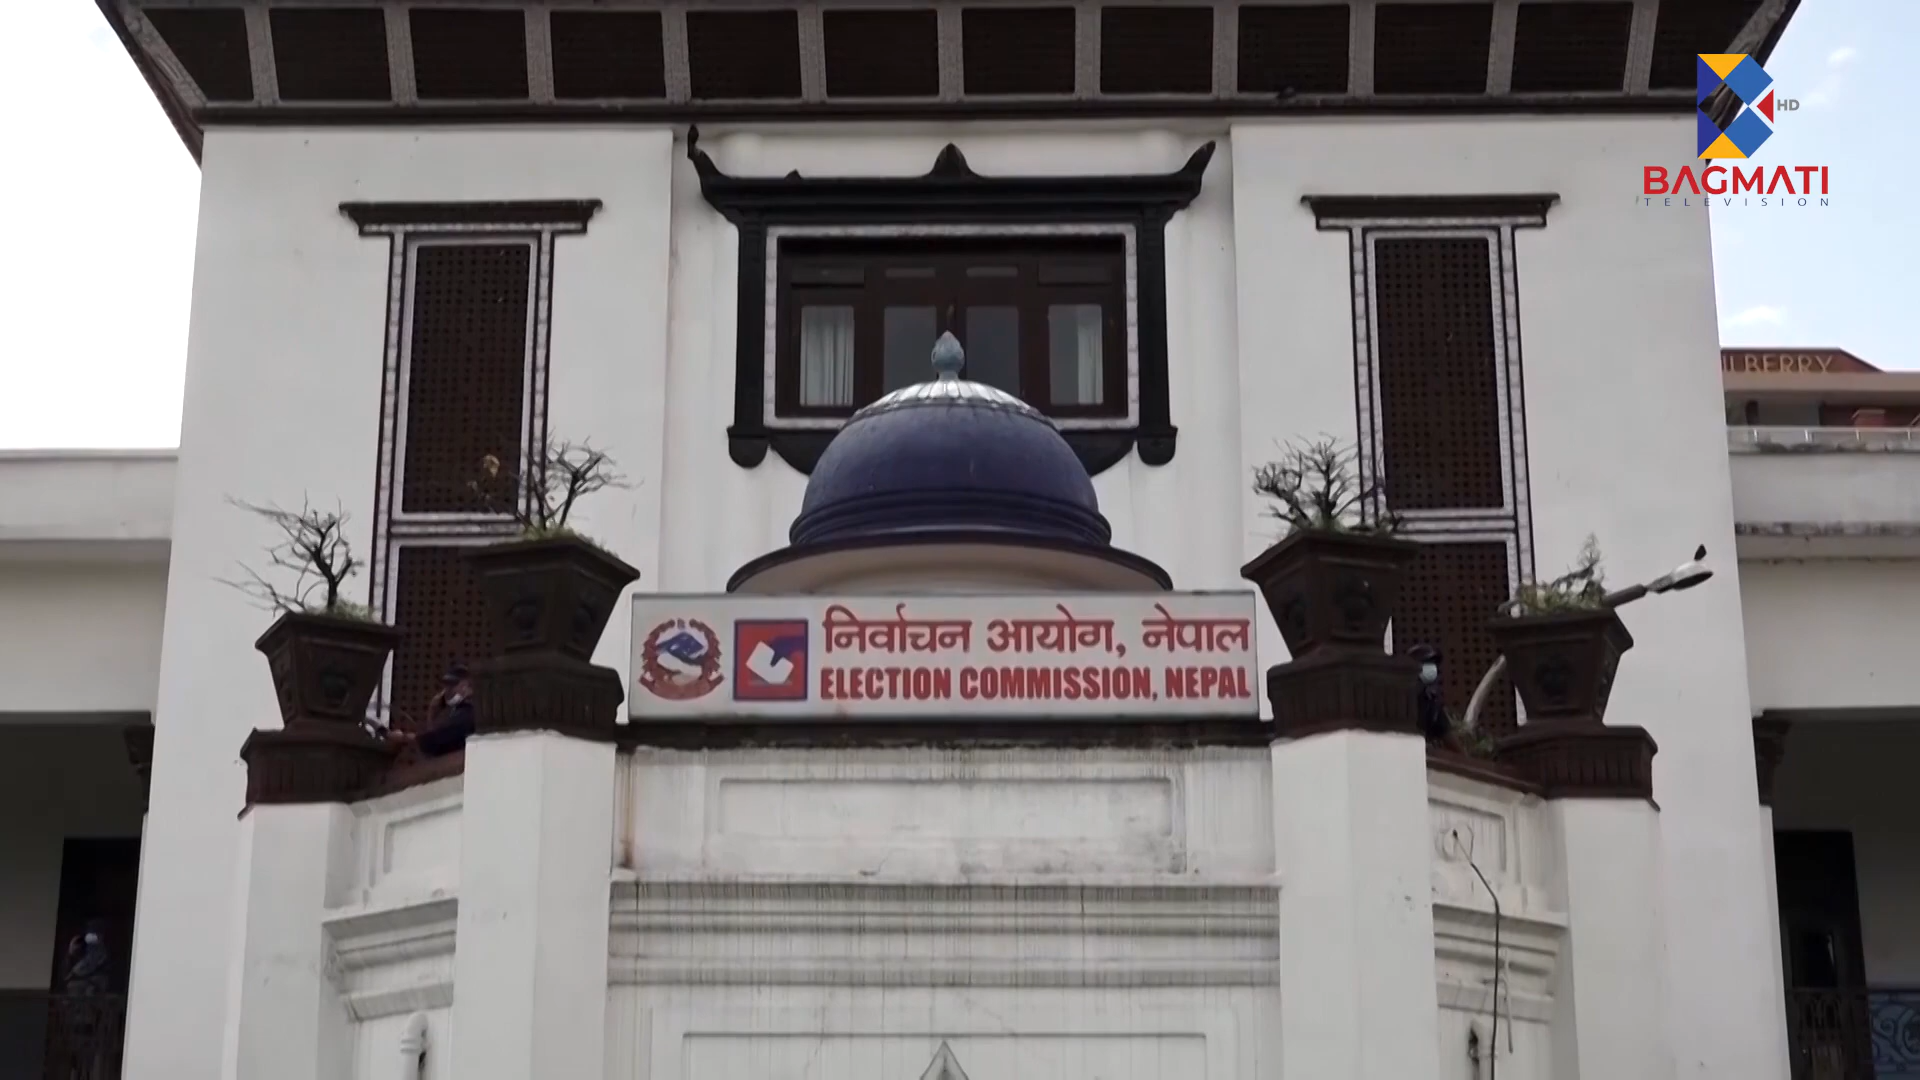 HD
BAGMATI
TELEVISION
निर्वाचन आयोग, नेपाल
ELECTION COMMISSION, NEPAL